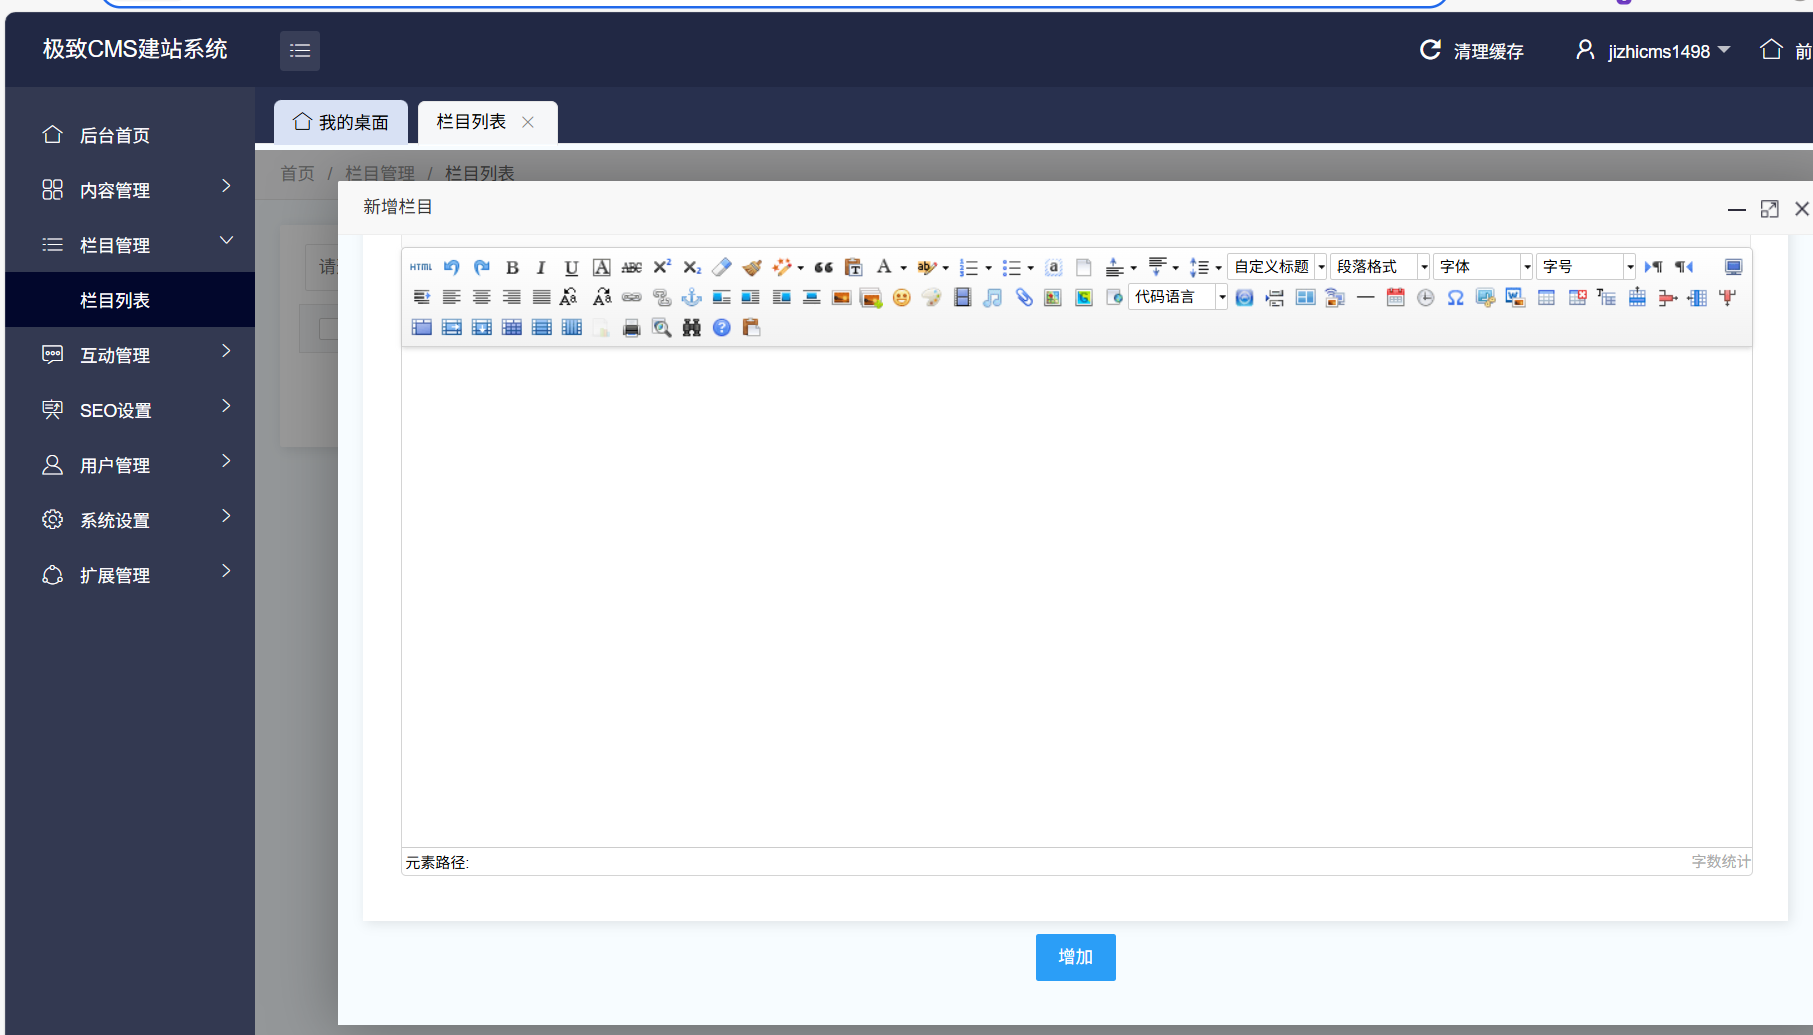 极致CMS建站系统
清理缓存
jizhicms1498
前
后台首页
内容管理
栏目管理
栏目列表
互动管理
SEO设置
用户管理
系统设置
扩展管理
我的桌面
栏目列表
首页 / 栏目管理 / 栏目列表
请
新增栏目
HTML B I U A ABC X² X₂ A ab a 自定义标题 段落格式 字体 字号
代码语言
元素路径:
字数统计
增加